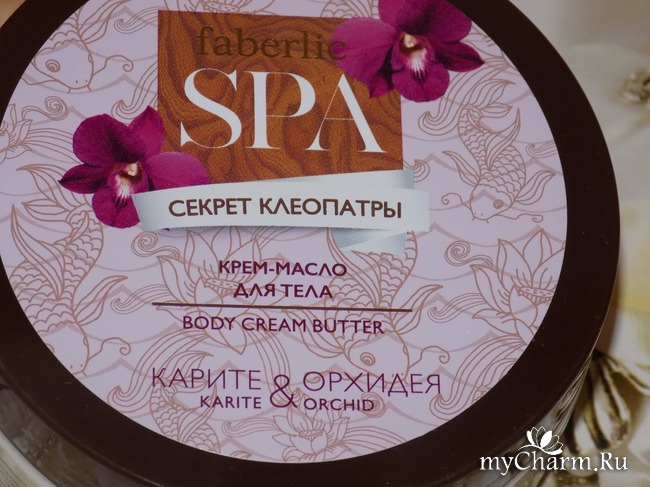 faberlic
SPA
СЕКРЕТ КЛЕОПАТРЫ
КРЕМ-МАСЛО
ДЛЯ ТЕЛА
BODY CREAM BUTTER
КАРИТЕ & ОРХИДЕЯ
KARITE ORCHID
myCharm.Ru